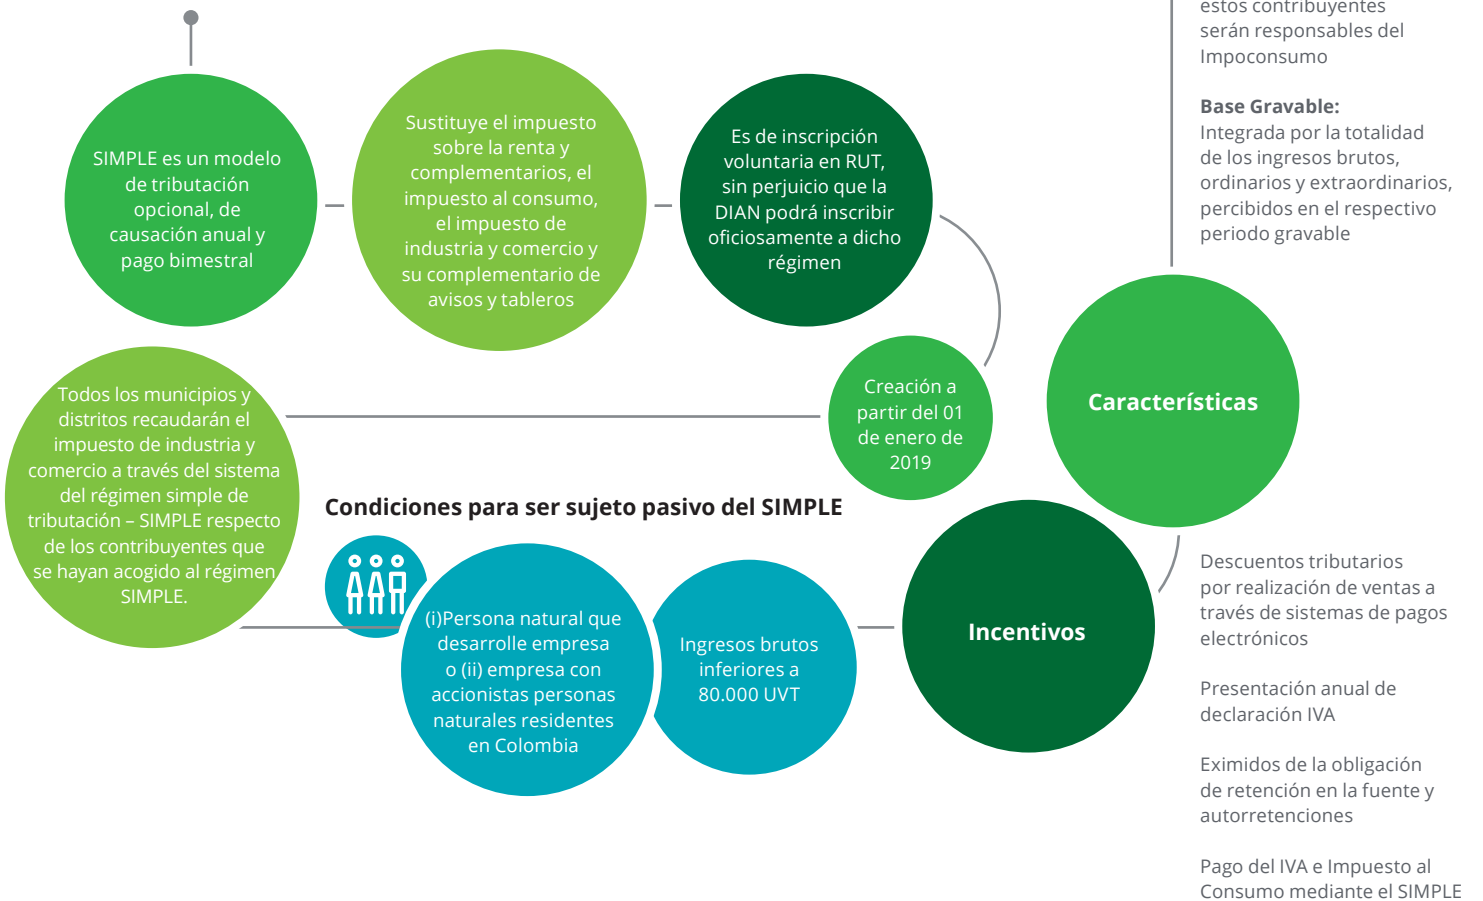 SIMPLE es un modelo
de tributación
opcional, de
causación anual y
pago bimestral
Sustituye el impuesto
sobre la renta y
complementarios, el
impuesto al consumo,
el impuesto de
industria y comercio y
su complementario de
avisos y tableros
Es de inscripción
voluntaria en RUT,
sin perjuicio que la
DIAN podrá inscribir
oficiosamente a dicho
régimen
Creación a
partir del 01
de enero de
2019
Todos los municipios y
distritos recaudarán el
impuesto de industria y
comercio a través del sistema
del régimen simple de
tributación – SIMPLE respecto
de los contribuyentes que
se hayan acogido al régimen
SIMPLE.
Condiciones para ser sujeto pasivo del SIMPLE
(i)Persona natural que
desarrolle empresa
o (ii) empresa con
accionistas personas
naturales residentes
en Colombia
Ingresos brutos
inferiores a
80.000 UVT
Incentivos
Características
estos contribuyentes
serán responsables del
Impoconsumo
Base Gravable:
Integrada por la totalidad
de los ingresos brutos,
ordinarios y extraordinarios,
percibidos en el respectivo
periodo gravable
Descuentos tributarios
por realización de ventas a
través de sistemas de pagos
electrónicos
Presentación anual de
declaración IVA
Eximidos de la obligación
de retención en la fuente y
autorretenciones
Pago del IVA e Impuesto al
Consumo mediante el SIMPLE